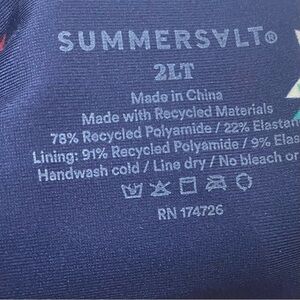 SUMMERSALT®
2LT
Made in China
Made with Recycled Materials
78% Recycled Polyamide / 22% Elastan
Lining: 91% Recycled Polyamide / 9% Elas
Handwash cold / Line dry / No bleach or
RN 174726